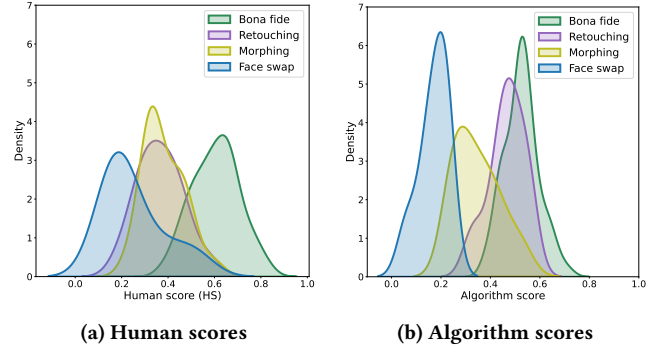 7
6
5
4
3
2
1
0
Density
0.0 0.2 0.4 0.6 0.8 1.0
Human score (HS)
Bona fide
Retouching
Morphing
Face swap
(a) Human scores
7
6
5
4
3
2
1
0
Density
0.0 0.2 0.4 0.6 0.8 1.0
Algorithm score
Bona fide
Retouching
Morphing
Face swap
(b) Algorithm scores